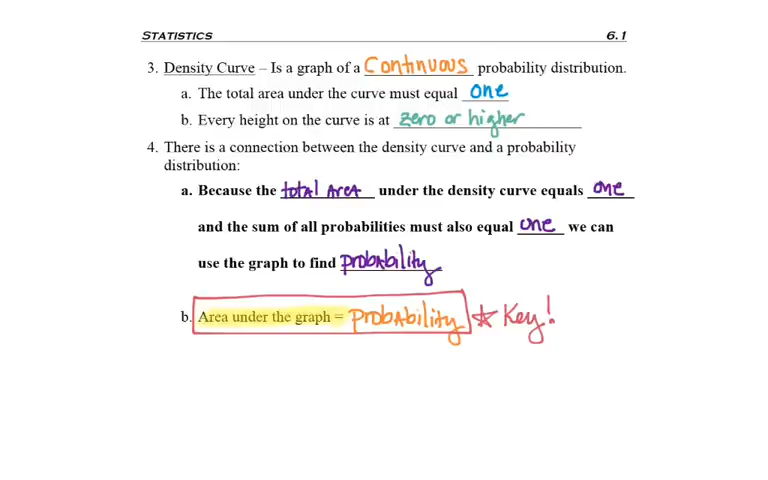 STATISTICS 6.1
3. Density Curve – Is a graph of a Continuous probability distribution.
a. The total area under the curve must equal one
b. Every height on the curve is at zero or higher
4. There is a connection between the density curve and a probability
distribution:
a. Because the total area under the density curve equals one
and the sum of all probabilities must also equal one we can
use the graph to find probability
b. Area under the graph = Probability ☆ Key!